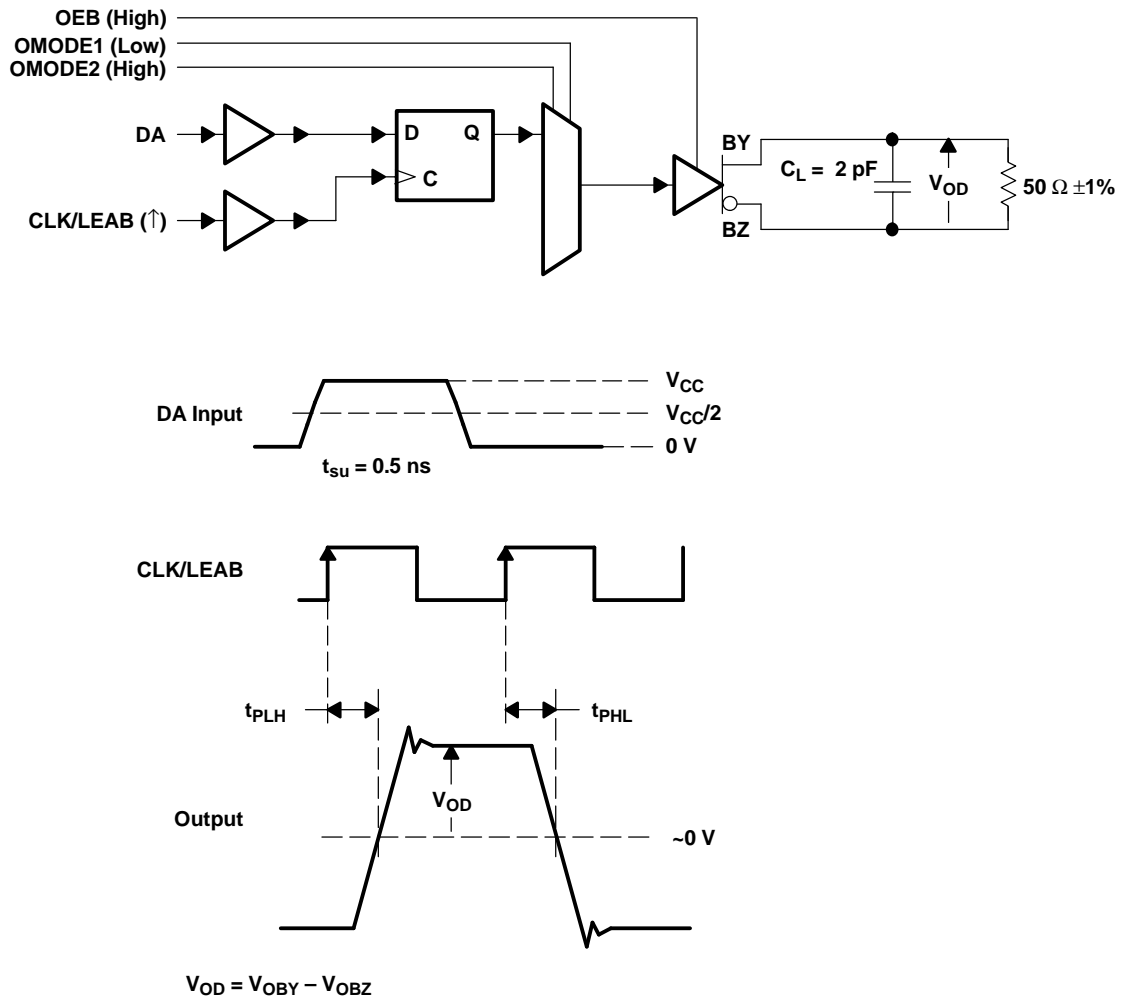 OEB (High)
OMODE1 (Low)
OMODE2 (High)
DA
D Q
C
CLK/LEAB (↑)
BY
BZ
C_L = 2 pF
V_OD
50 Ω ±1%
DA Input
V_CC
V_CC/2
0 V
t_su = 0.5 ns
CLK/LEAB
t_PLH
t_PHL
V_OD
Output
~0 V
V_OD = V_OBY – V_OBZ